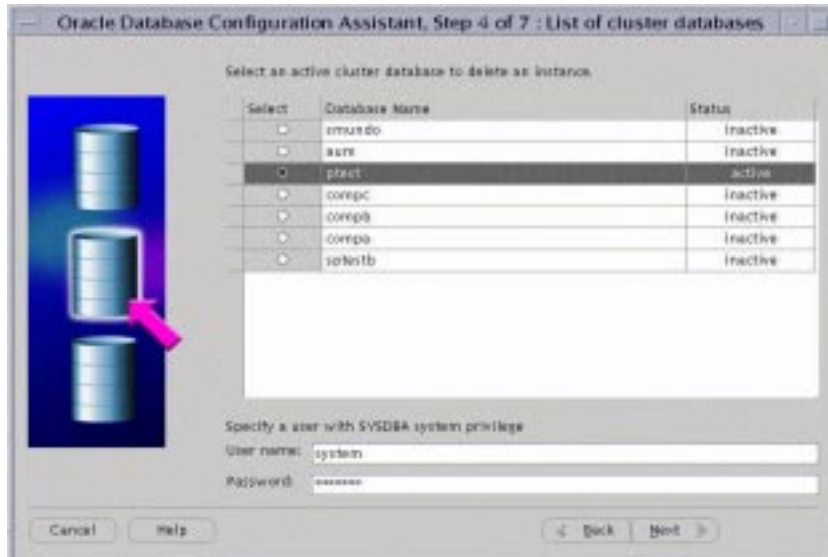 Oracle Database Configuration Assistant, Step 4 of 7 : List of cluster databases
Select an active cluster database to delete an instance.
Select Database Name Status
smundo inactive
aurn inactive
ptest active
compc inactive
compb inactive
compa inactive
sptestb inactive
Specify a user with SYSDBA system privilege
User name: system
Password: *******
Cancel Help Back Next